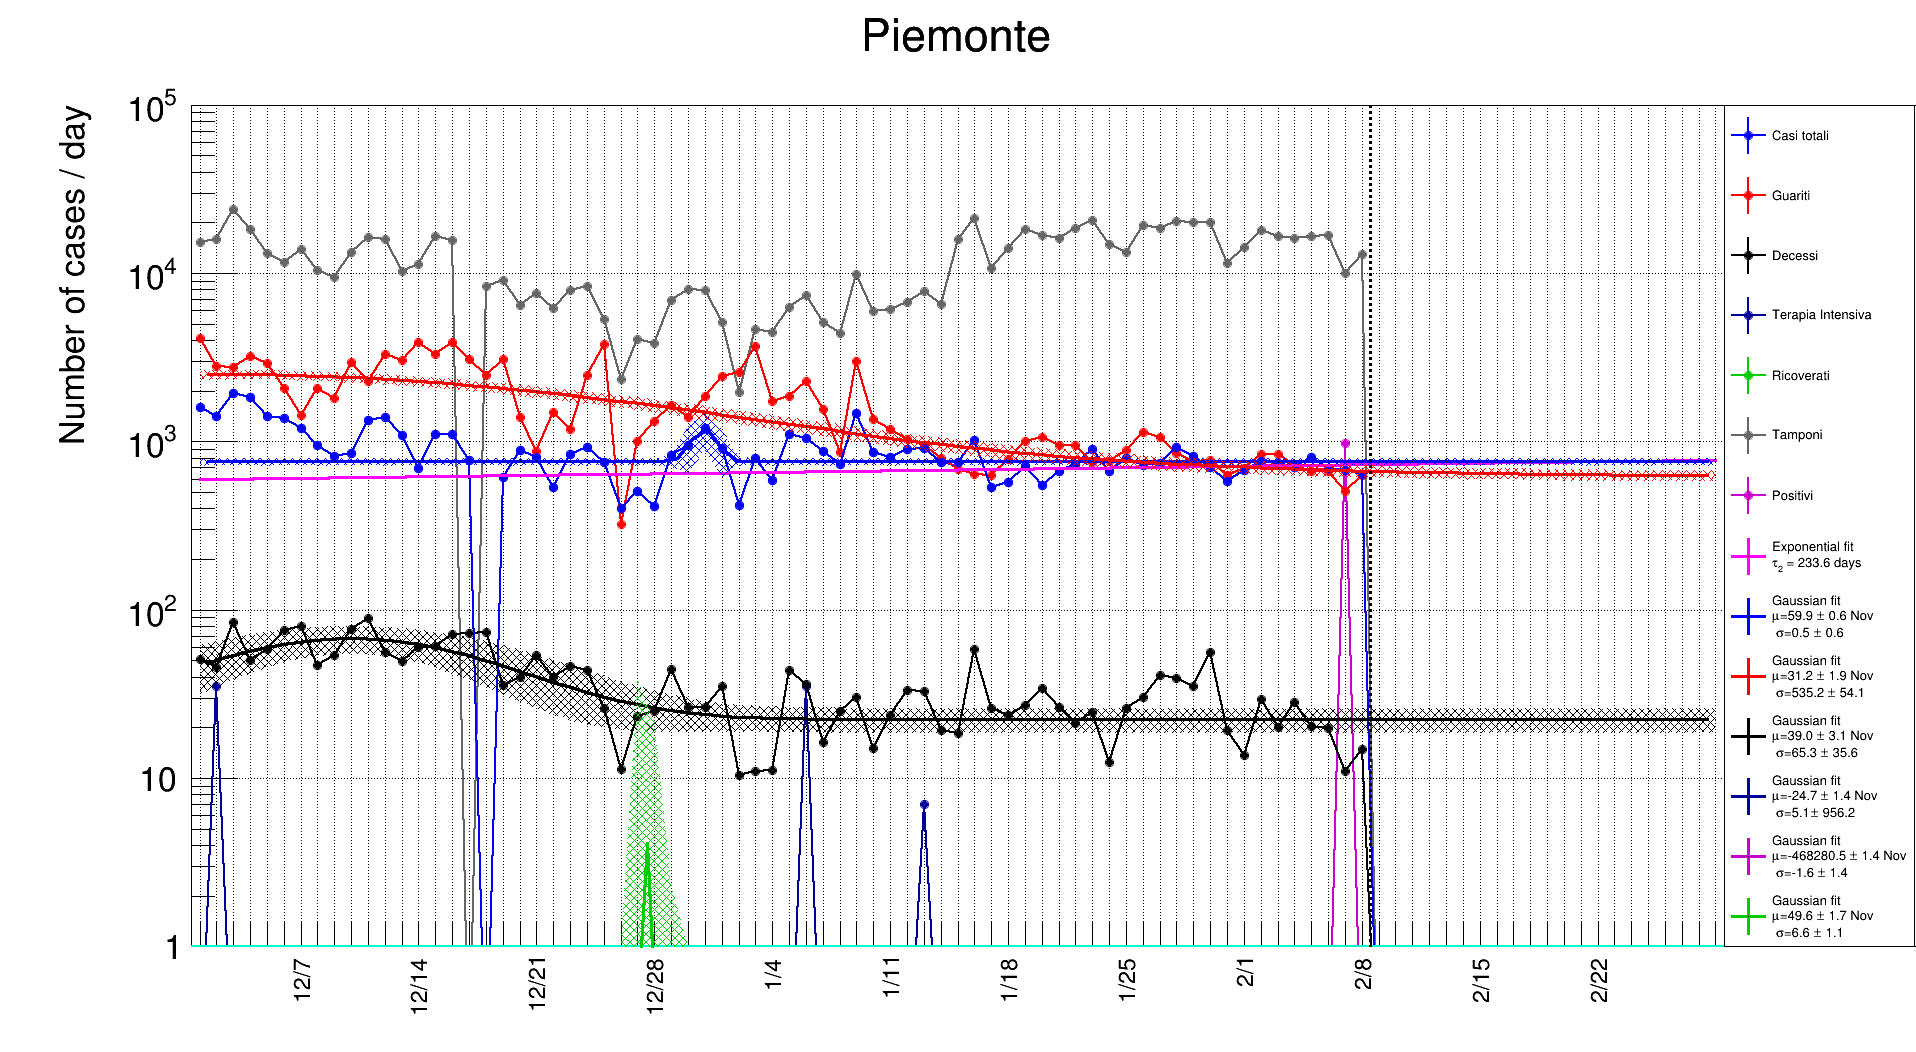 Piemonte
Number of cases / day
10^5
10^4
10^3
10^2
10
1
12/7
12/14
12/21
12/28
1/4
1/11
1/18
1/25
2/1
2/8
2/15
2/22
Casi totali
Guariti
Decessi
Terapia Intensiva
Ricoverati
Tamponi
Positivi
Exponential fit
τ₂ = 233.6 days
Gaussian fit
μ=59.9 ± 0.6 Nov
σ=0.5 ± 0.6
Gaussian fit
μ=31.2 ± 1.9 Nov
σ=535.2 ± 54.1
Gaussian fit
μ=39.0 ± 3.1 Nov
σ=65.3 ± 35.6
Gaussian fit
μ=-24.7 ± 1.4 Nov
σ=5.1± 956.2
Gaussian fit
μ=-468280.5 ± 1.4 Nov
σ=-1.6 ± 1.4
Gaussian fit
μ=49.6 ± 1.7 Nov
σ=6.6 ± 1.1